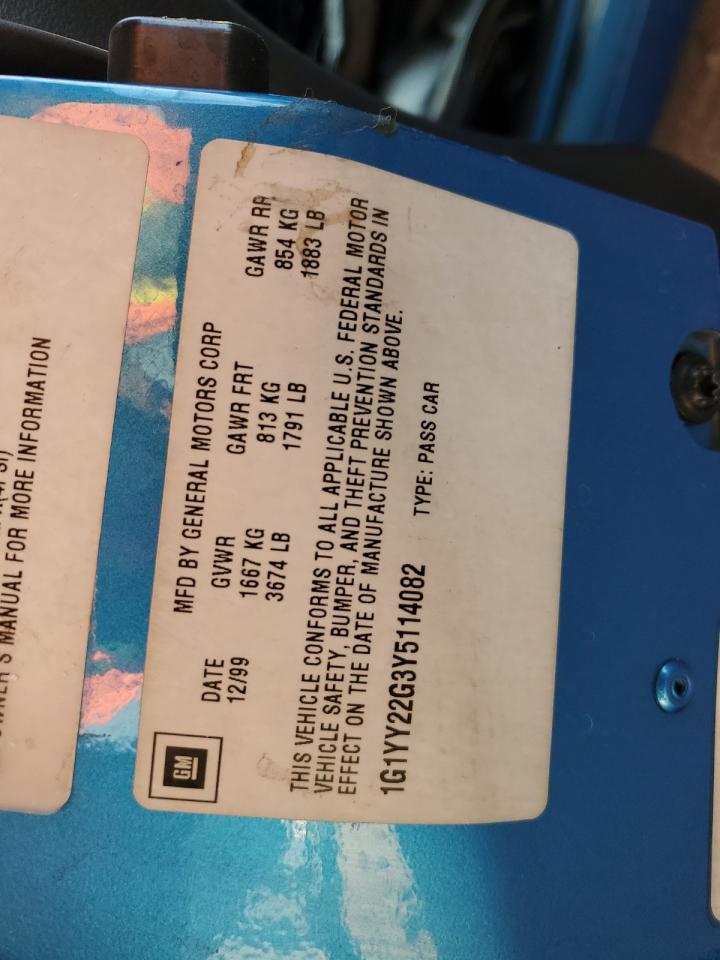 OWNER'S MANUAL FOR MORE INFORMATION
MFD BY GENERAL MOTORS CORP
DATE GVWR GAWR FRT GAWR RR
12/99 1667 KG 813 KG 854 KG
3674 LB 1791 LB 1883 LB
THIS VEHICLE CONFORMS TO ALL APPLICABLE U.S. FEDERAL MOTOR
VEHICLE SAFETY, BUMPER, AND THEFT PREVENTION STANDARDS IN
EFFECT ON THE DATE OF MANUFACTURE SHOWN ABOVE.
1G1YY22G3Y5114082 TYPE: PASS CAR
GM